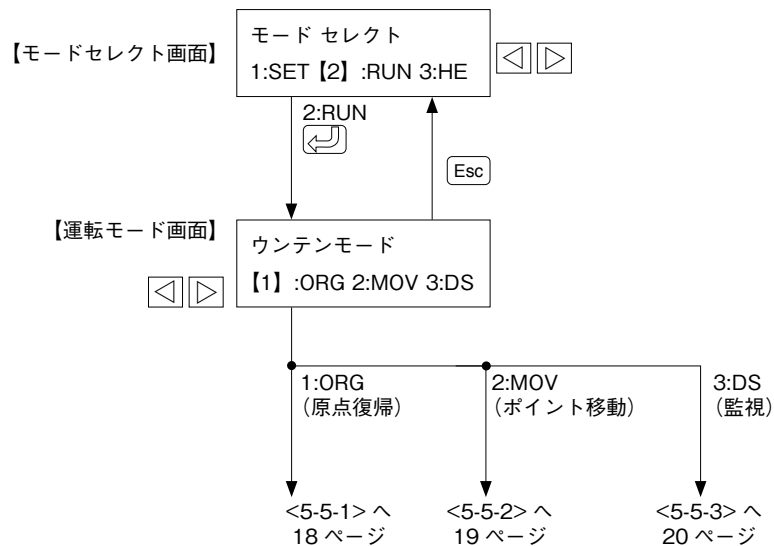 【モードセレクト画面】
モード セレクト
1:SET【2】:RUN 3:HE
2:RUN
Esc
【運転モード画面】
ウンテンモード
【1】:ORG 2:MOV 3:DS
1:ORG
（原点復帰）
2:MOV
（ポイント移動）
3:DS
（監視）
<5-5-1> へ
18 ページ
<5-5-2> へ
19 ページ
<5-5-3> へ
20 ページ